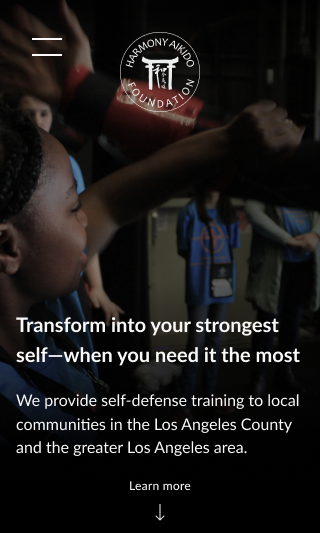 HARMONY AIKIDO
FOUNDATION
Transform into your strongest
self—when you need it the most
We provide self-defense training to local
communities in the Los Angeles County
and the greater Los Angeles area.
Learn more